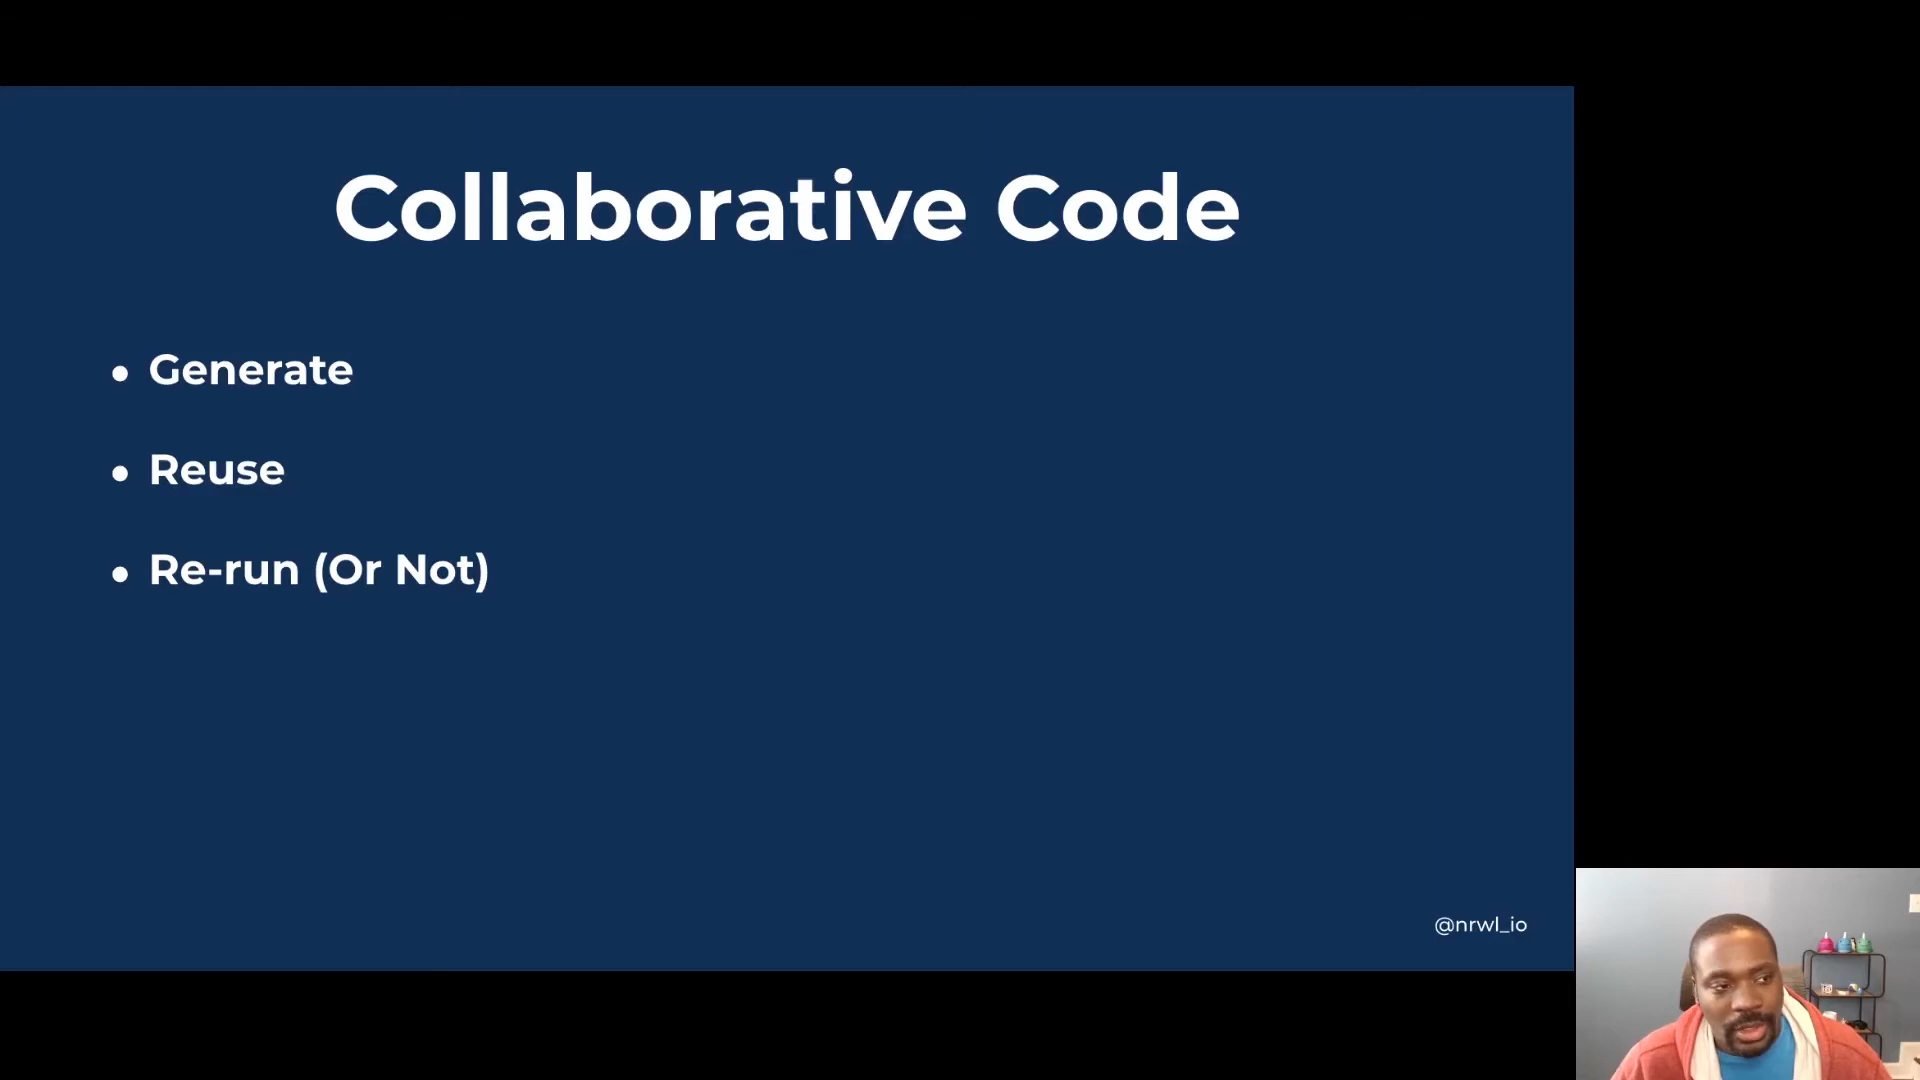 Collaborative Code
• Generate
• Reuse
• Re-run (Or Not)
@nrwl_io